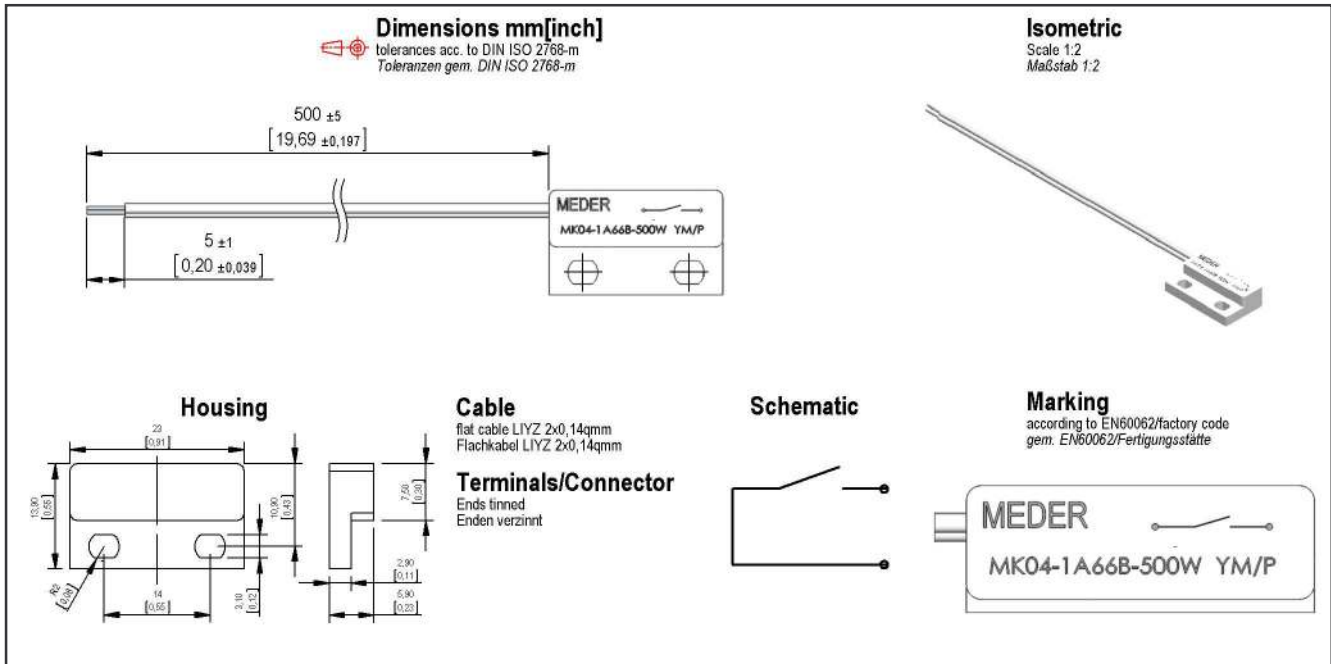 Dimensions mm[inch]
tolerances acc. to DIN ISO 2768-m
Toleranzen gem. DIN ISO 2768-m
Isometric
Scale 1:2
Maßstab 1:2
500 ±5
[19,69 ±0,197]
5 ±1
[0,20 ±0,039]
MEDER
MK04-1A66B-500W YM/P
MEDER
Housing
23
[0,91]
13,90
[0,55]
10,90
[0,43]
7,50
[0,30]
R2
[0,08]
14
[0,55]
3,10
[0,12]
2,90
[0,11]
5,90
[0,23]
Cable
flat cable LIYZ 2x0,14qmm
Flachkabel LIYZ 2x0,14qmm
Terminals/Connector
Ends tinned
Enden verzinnt
Schematic
Marking
according to EN60062/factory code
gem. EN60062/Fertigungsstätte
MEDER
MK04-1A66B-500W YM/P